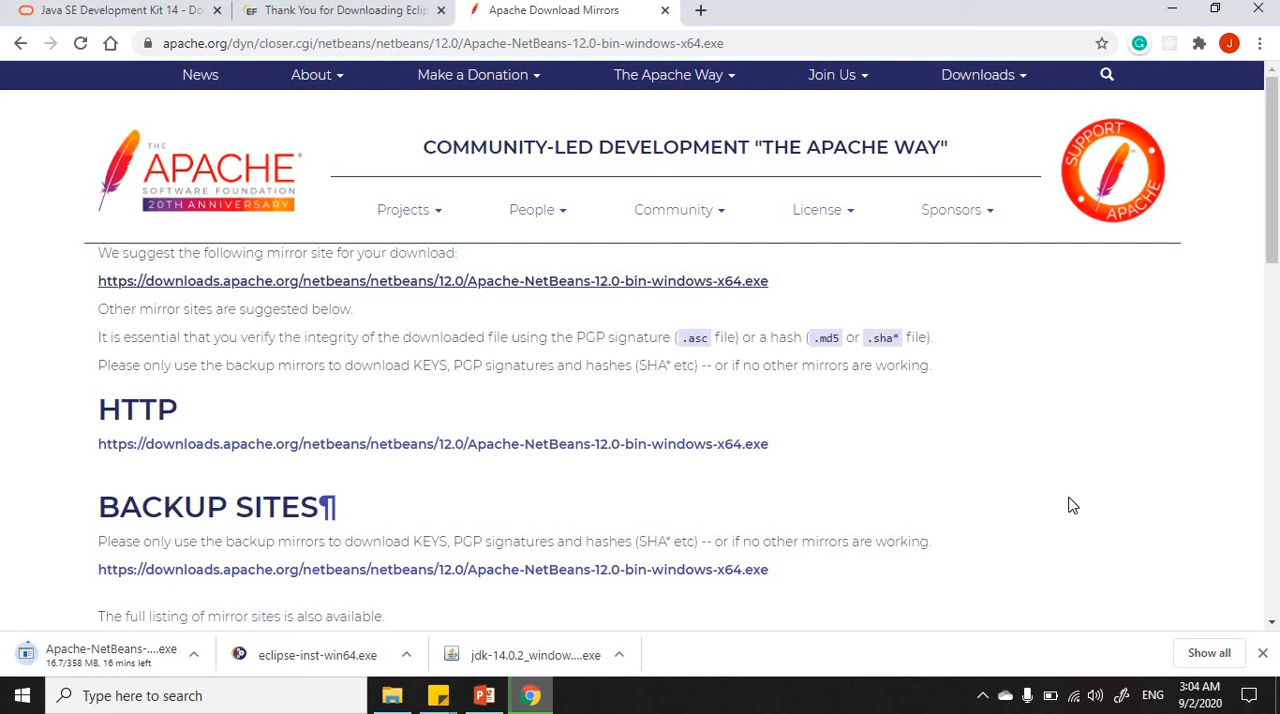 Java SE Development Kit 14 - Do
Thank You for Downloading Eclip
Apache Download Mirrors
apache.org/dyn/closer.cgi/netbeans/netbeans/12.0/Apache-NetBeans-12.0-bin-windows-x64.exe
J
News About Make a Donation The Apache Way Join Us Downloads
THE
APACHE®
SOFTWARE FOUNDATION
20TH ANNIVERSARY
COMMUNITY-LED DEVELOPMENT "THE APACHE WAY"
Projects People Community License Sponsors
SUPPORT
APACHE
We suggest the following mirror site for your download:
https://downloads.apache.org/netbeans/netbeans/12.0/Apache-NetBeans-12.0-bin-windows-x64.exe
Other mirror sites are suggested below.
It is essential that you verify the integrity of the downloaded file using the PGP signature (.asc file) or a hash (.md5 or .sha* file).
Please only use the backup mirrors to download KEYS, PGP signatures and hashes (SHA* etc) -- or if no other mirrors are working.
HTTP
https://downloads.apache.org/netbeans/netbeans/12.0/Apache-NetBeans-12.0-bin-windows-x64.exe
BACKUP SITES¶
Please only use the backup mirrors to download KEYS, PGP signatures and hashes (SHA* etc) -- or if no other mirrors are working.
https://downloads.apache.org/netbeans/netbeans/12.0/Apache-NetBeans-12.0-bin-windows-x64.exe
The full listing of mirror sites is also available.
Apache-NetBeans-....exe
16.7/358 MB, 16 mins left
eclipse-inst-win64.exe
jdk-14.0.2_window....exe
Show all
Type here to search
ENG
3:04 AM
9/2/2020